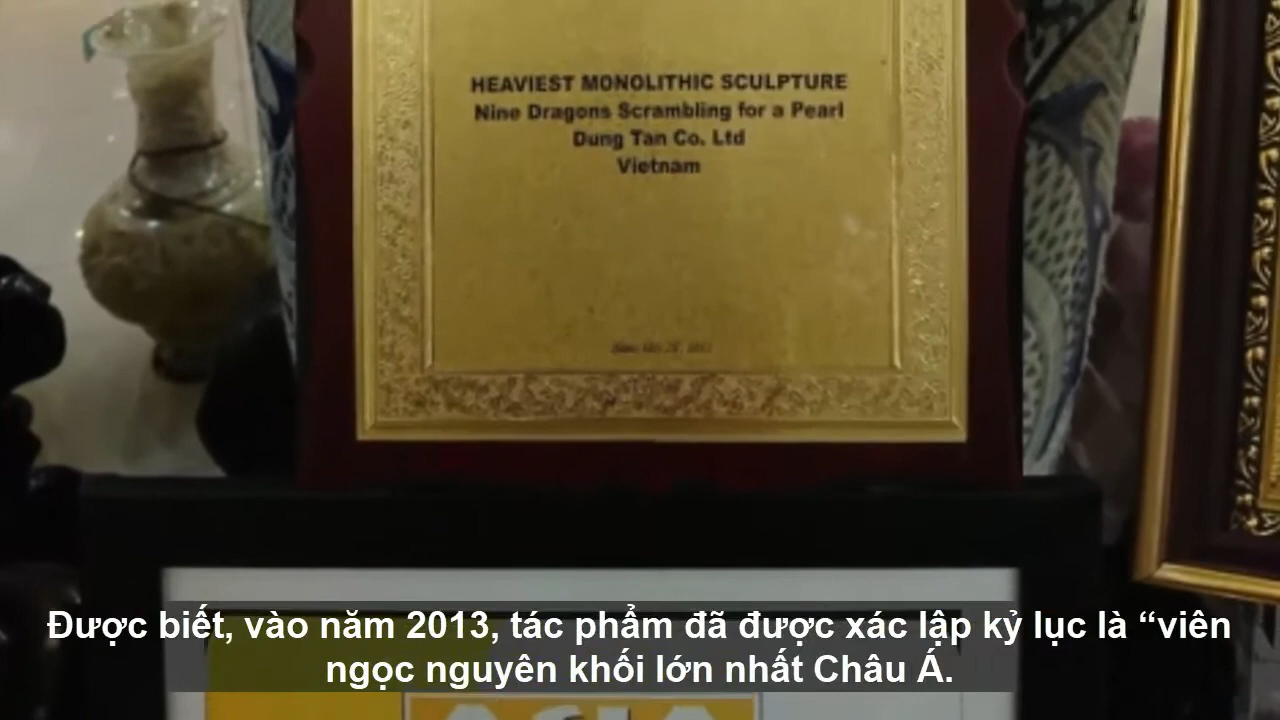 HEAVIEST MONOLITHIC SCULPTURE
Nine Dragons Scrambling for a Pearl
Dung Tan Co. Ltd
Vietnam
Được biết, vào năm 2013, tác phẩm đã được xác lập kỷ lục là “viên
ngọc nguyên khối lớn nhất Châu Á.
ASIA